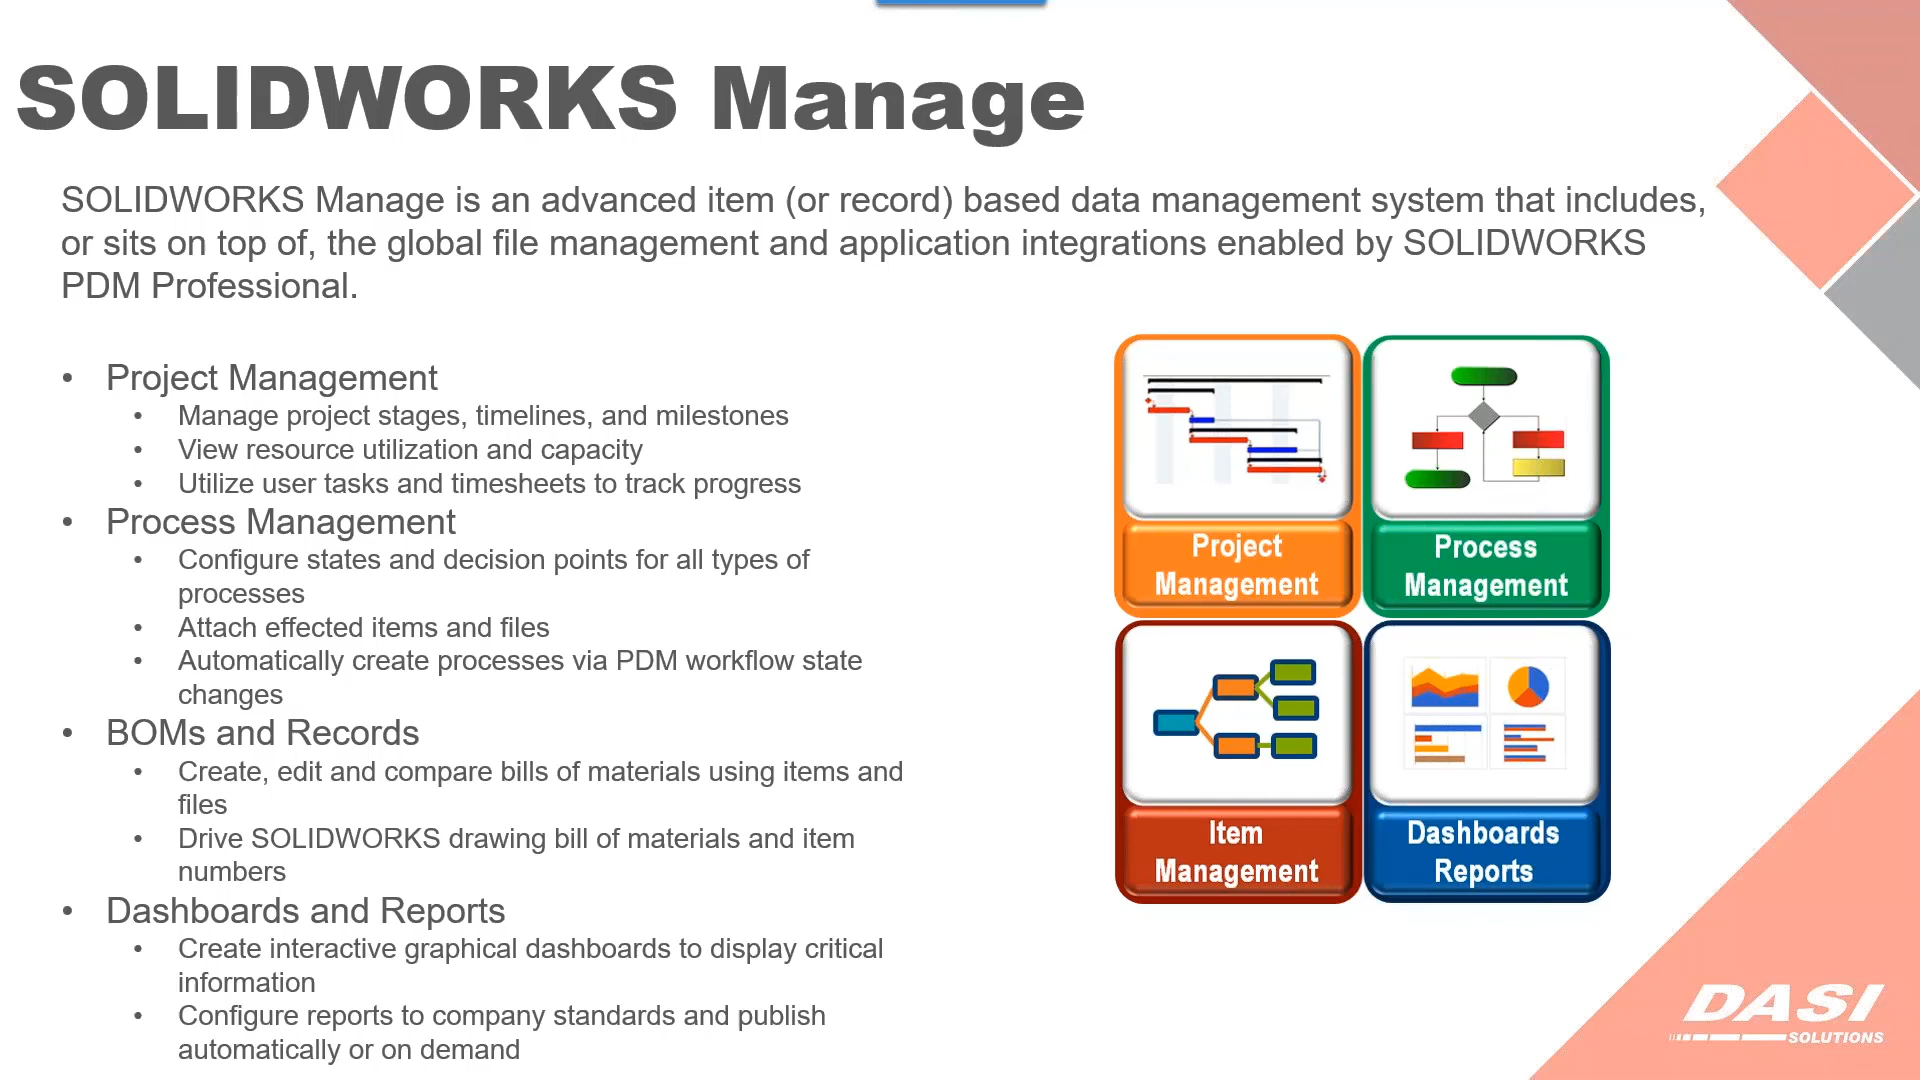 SOLIDWORKS Manage
SOLIDWORKS Manage is an advanced item (or record) based data management system that includes,
or sits on top of, the global file management and application integrations enabled by SOLIDWORKS
PDM Professional.
• Project Management
• Manage project stages, timelines, and milestones
• View resource utilization and capacity
• Utilize user tasks and timesheets to track progress
• Process Management
• Configure states and decision points for all types of
processes
• Attach effected items and files
• Automatically create processes via PDM workflow state
changes
• BOMs and Records
• Create, edit and compare bills of materials using items and
files
• Drive SOLIDWORKS drawing bill of materials and item
numbers
• Dashboards and Reports
• Create interactive graphical dashboards to display critical
information
• Configure reports to company standards and publish
automatically or on demand
Project
Management
Process
Management
Item
Management
Dashboards
Reports
DASI
SOLUTIONS